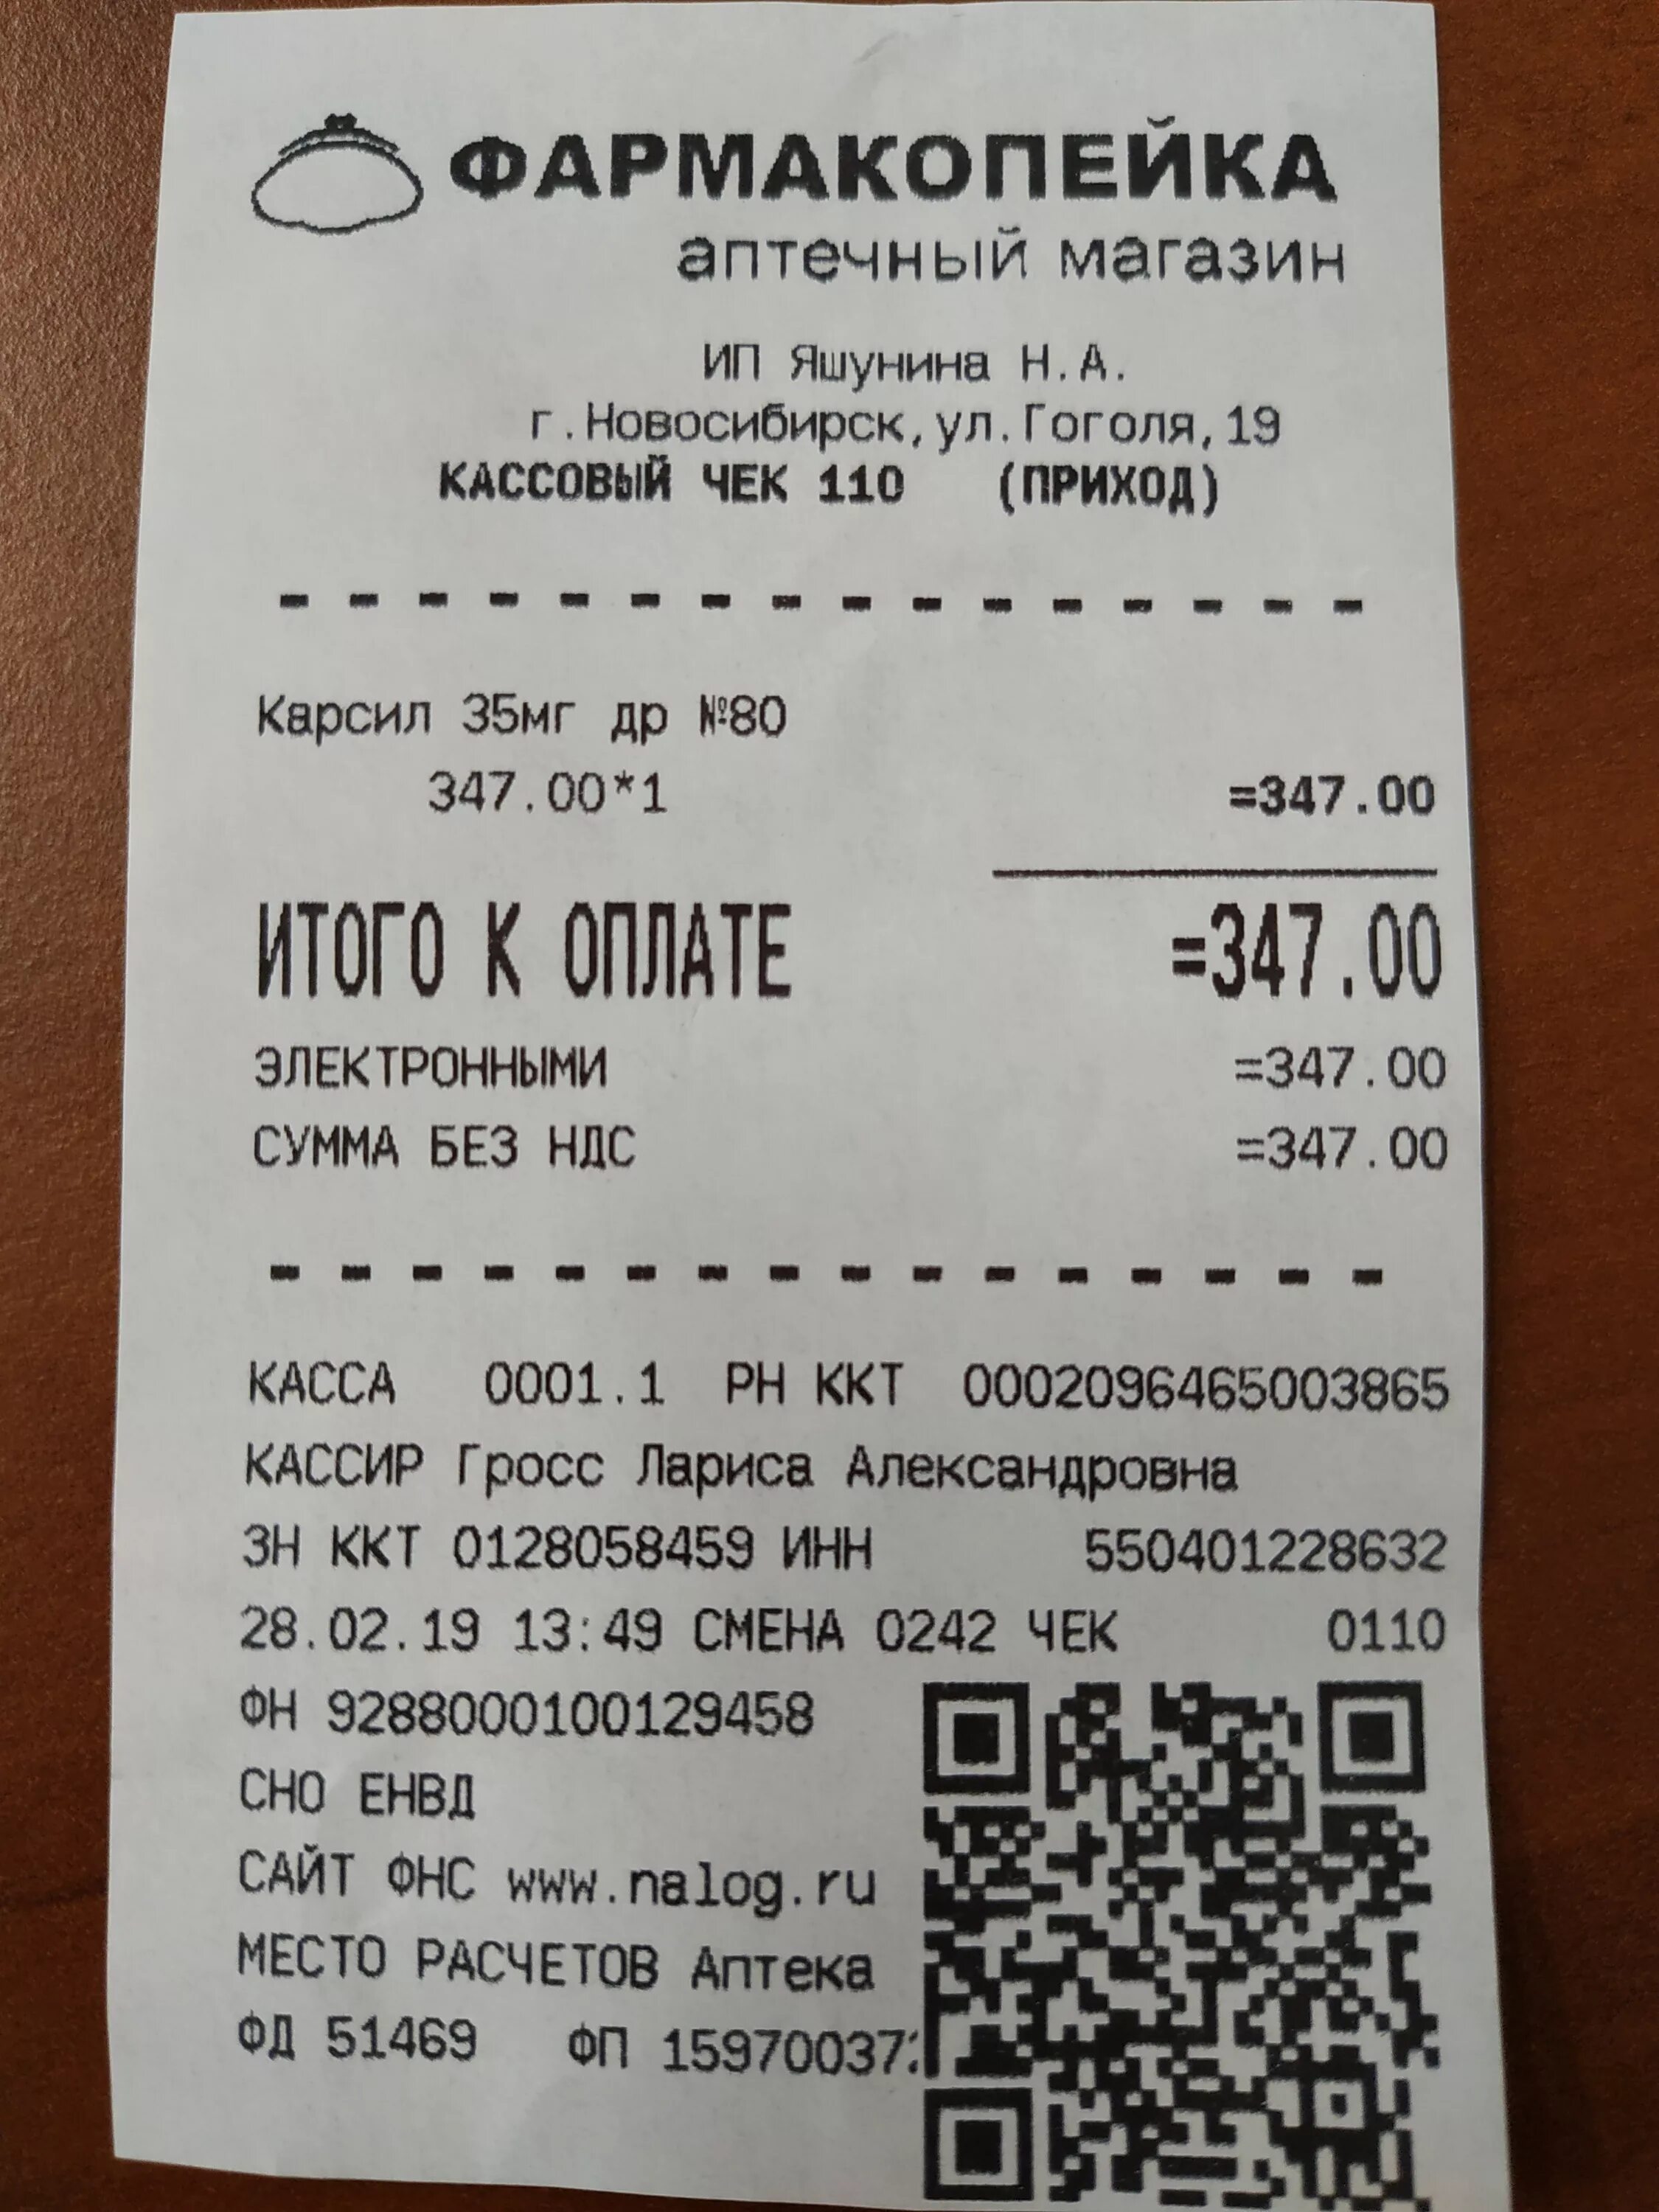 ФАРМАКОПЕЙКА
аптечный магазин
ИП Яшунина Н.А.
г.Новосибирск,ул.Гоголя,19
КАССОВЫЙ ЧЕК 110 (ПРИХОД)
- - - - - - - - - - - - - - - -
Карсил 35мг др №80
347.00*1 =347.00
ИТОГО К ОПЛАТЕ =347.00
ЭЛЕКТРОННЫМИ =347.00
СУММА БЕЗ НДС =347.00
- - - - - - - - - - - - - - - -
КАССА 0001.1 РН ККТ 0002096465003865
КАССИР Гросс Лариса Александровна
ЗН ККТ 0128058459 ИНН 550401228632
28.02.19 13:49 СМЕНА 0242 ЧЕК 0110
ФН 9288000100129458
СНО ЕНВД
САЙТ ФНС www.nalog.ru
МЕСТО РАСЧЕТОВ Аптека
ФД 51469 ФП